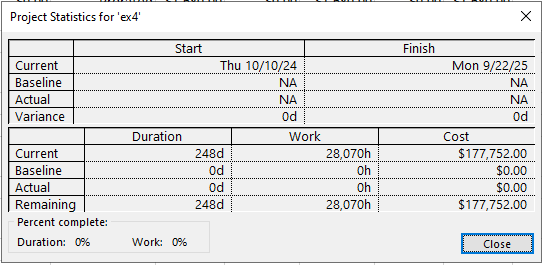 Project Statistics for 'ex4'
Start Finish
Current Thu 10/10/24 Mon 9/22/25
Baseline NA NA
Actual NA NA
Variance 0d 0d
Duration Work Cost
Current 248d 28,070h $177,752.00
Baseline 0d 0h $0.00
Actual 0d 0h $0.00
Remaining 248d 28,070h $177,752.00
Percent complete:
Duration: 0% Work: 0%
Close